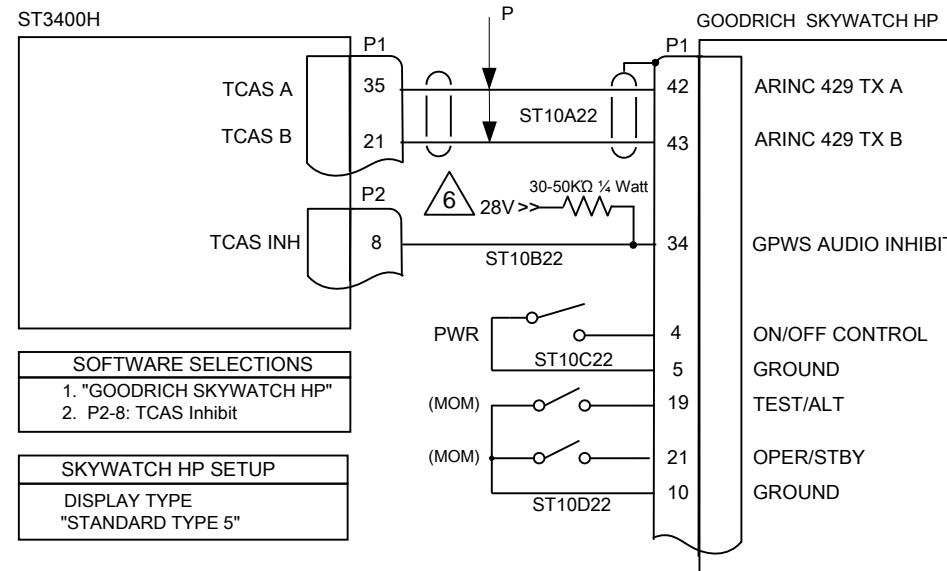 ST3400H
P
GOODRICH SKYWATCH HP
P1
P1
TCAS A
35
42
ARINC 429 TX A
ST10A22
TCAS B
21
43
ARINC 429 TX B
P2
6
28V >>
30-50KΩ ¼ Watt
TCAS INH
8
34
GPWS AUDIO INHIBIT
ST10B22
PWR
4
ON/OFF CONTROL
ST10C22
5
GROUND
(MOM)
19
TEST/ALT
(MOM)
21
OPER/STBY
10
GROUND
ST10D22
SOFTWARE SELECTIONS
1. "GOODRICH SKYWATCH HP"
2. P2-8: TCAS Inhibit
SKYWATCH HP SETUP
DISPLAY TYPE
"STANDARD TYPE 5"